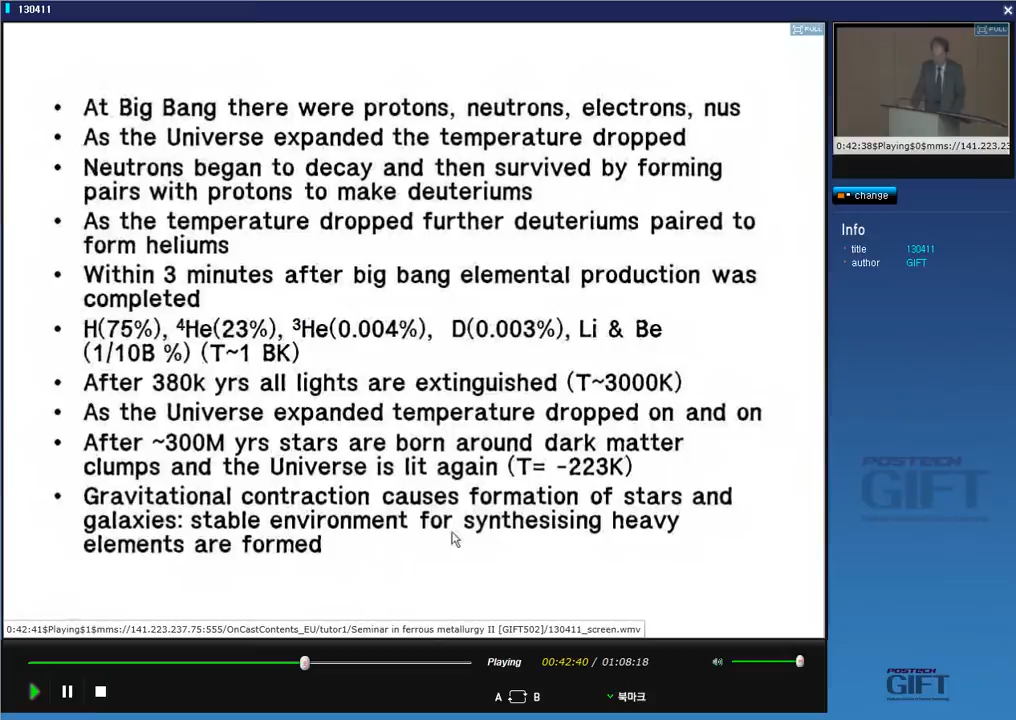 130411
FULL
FULL
• At Big Bang there were protons, neutrons, electrons, nus
• As the Universe expanded the temperature dropped
• Neutrons began to decay and then survived by forming
pairs with protons to make deuteriums
• As the temperature dropped further deuteriums paired to
form heliums
• Within 3 minutes after big bang elemental production was
completed
• H(75%), ⁴He(23%), ³He(0.004%), D(0.003%), Li & Be
(1/10B %) (T~1 BK)
• After 380k yrs all lights are extinguished (T~3000K)
• As the Universe expanded temperature dropped on and on
• After ~300M yrs stars are born around dark matter
clumps and the Universe is lit again (T= -223K)
• Gravitational contraction causes formation of stars and
galaxies: stable environment for synthesising heavy
elements are formed
0:42:41$Playing$1$mms://141.223.237.75:555/OnCastContents_EU/tutor1/Seminar in ferrous metallurgy II [GIFT502]/130411_screen.wmv
0:42:38$Playing$0$mms://141.223.23
change
Info
title 130411
author GIFT
POSTECH
GIFT
Playing 00:42:40 / 01:08:18
A B 북마크
POSTECH
GIFT